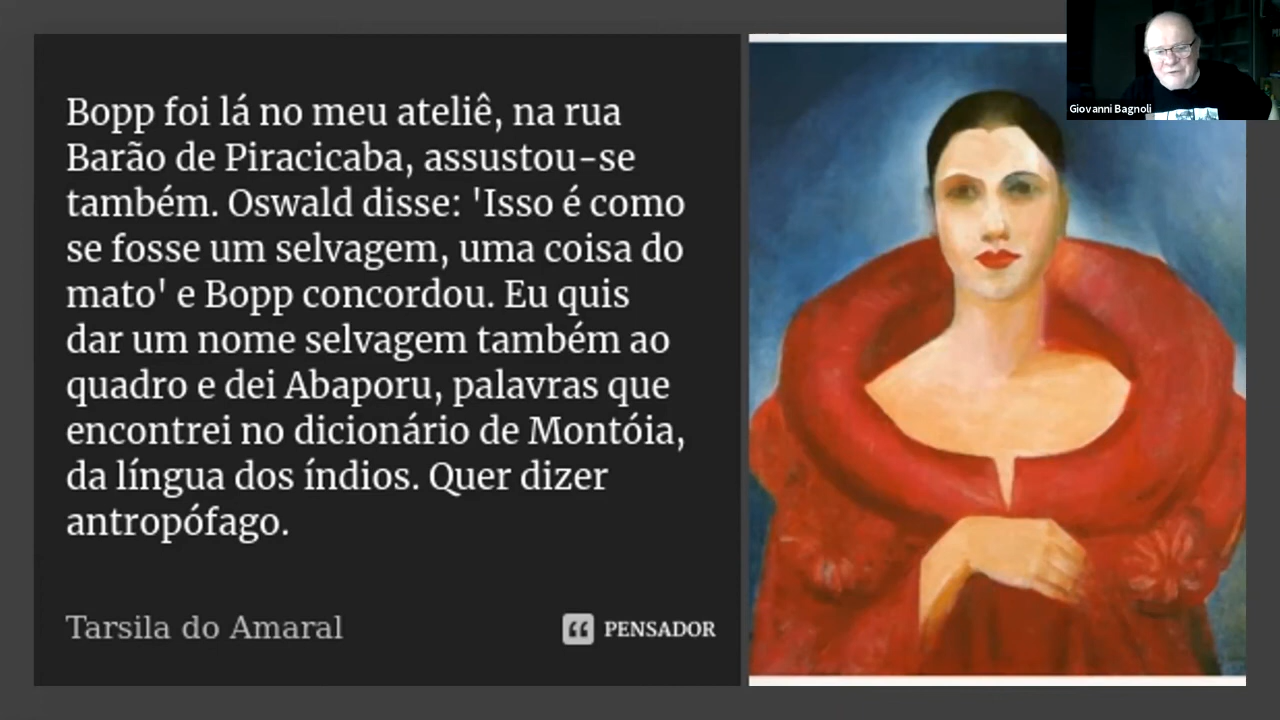 Bopp foi lá no meu ateliê, na rua
Barão de Piracicaba, assustou-se
também. Oswald disse: 'Isso é como
se fosse um selvagem, uma coisa do
mato' e Bopp concordou. Eu quis
dar um nome selvagem também ao
quadro e dei Abaporu, palavras que
encontrei no dicionário de Montóia,
da língua dos índios. Quer dizer
antropófago.
Tarsila do Amaral
PENSADOR
Giovanni Bagnoli